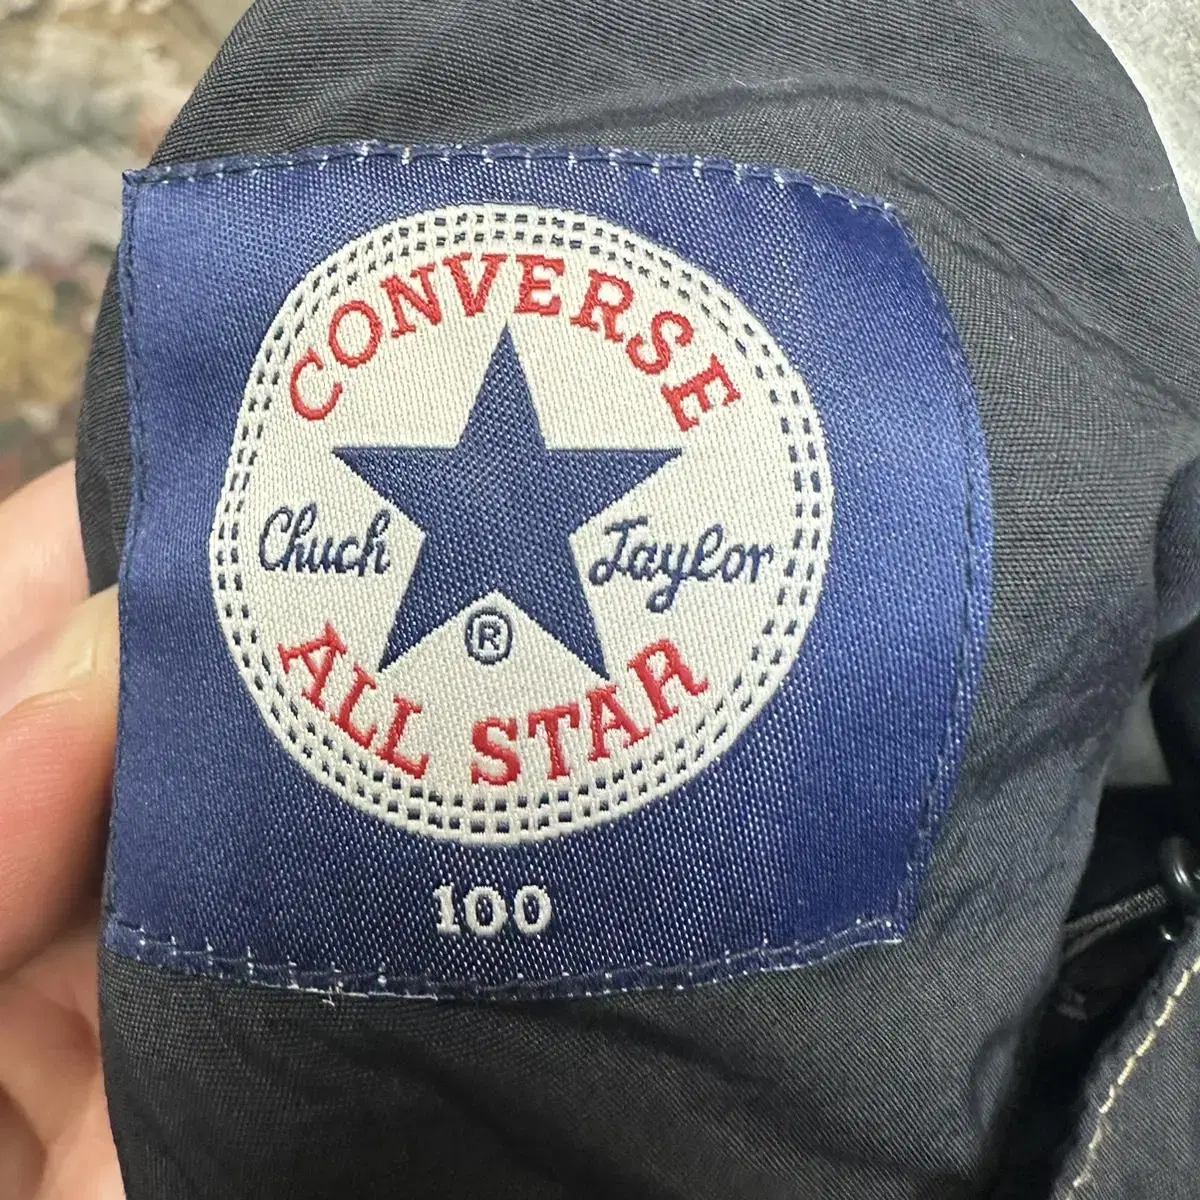 CONVERSE
Chuck Taylor
®
ALL STAR
100